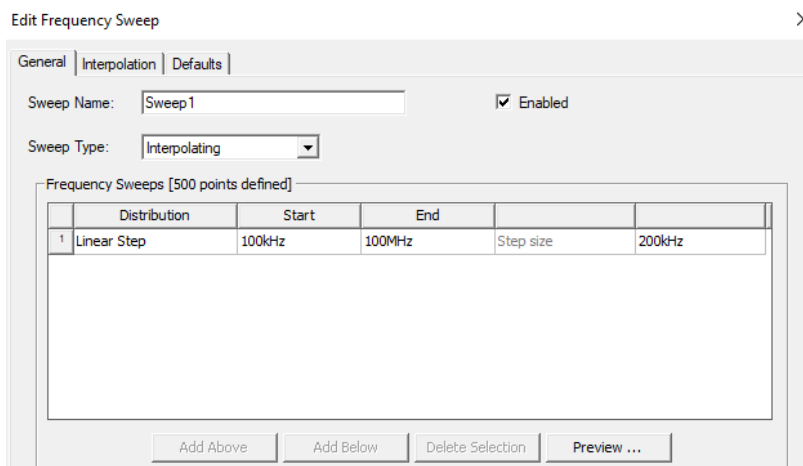 Edit Frequency Sweep
General Interpolation Defaults
Sweep Name: Sweep1 Enabled
Sweep Type: Interpolating
Frequency Sweeps [500 points defined]
Distribution Start End
1 Linear Step 100kHz 100MHz Step size 200kHz
Add Above Add Below Delete Selection Preview ...